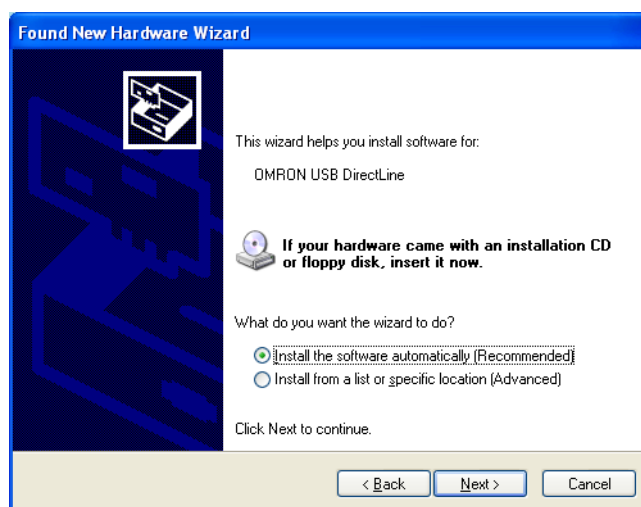 Found New Hardware Wizard
This wizard helps you install software for:
OMRON USB DirectLine
If your hardware came with an installation CD
or floppy disk, insert it now.
What do you want the wizard to do?
Install the software automatically (Recommended)
Install from a list or specific location (Advanced)
Click Next to continue.
< Back Next > Cancel